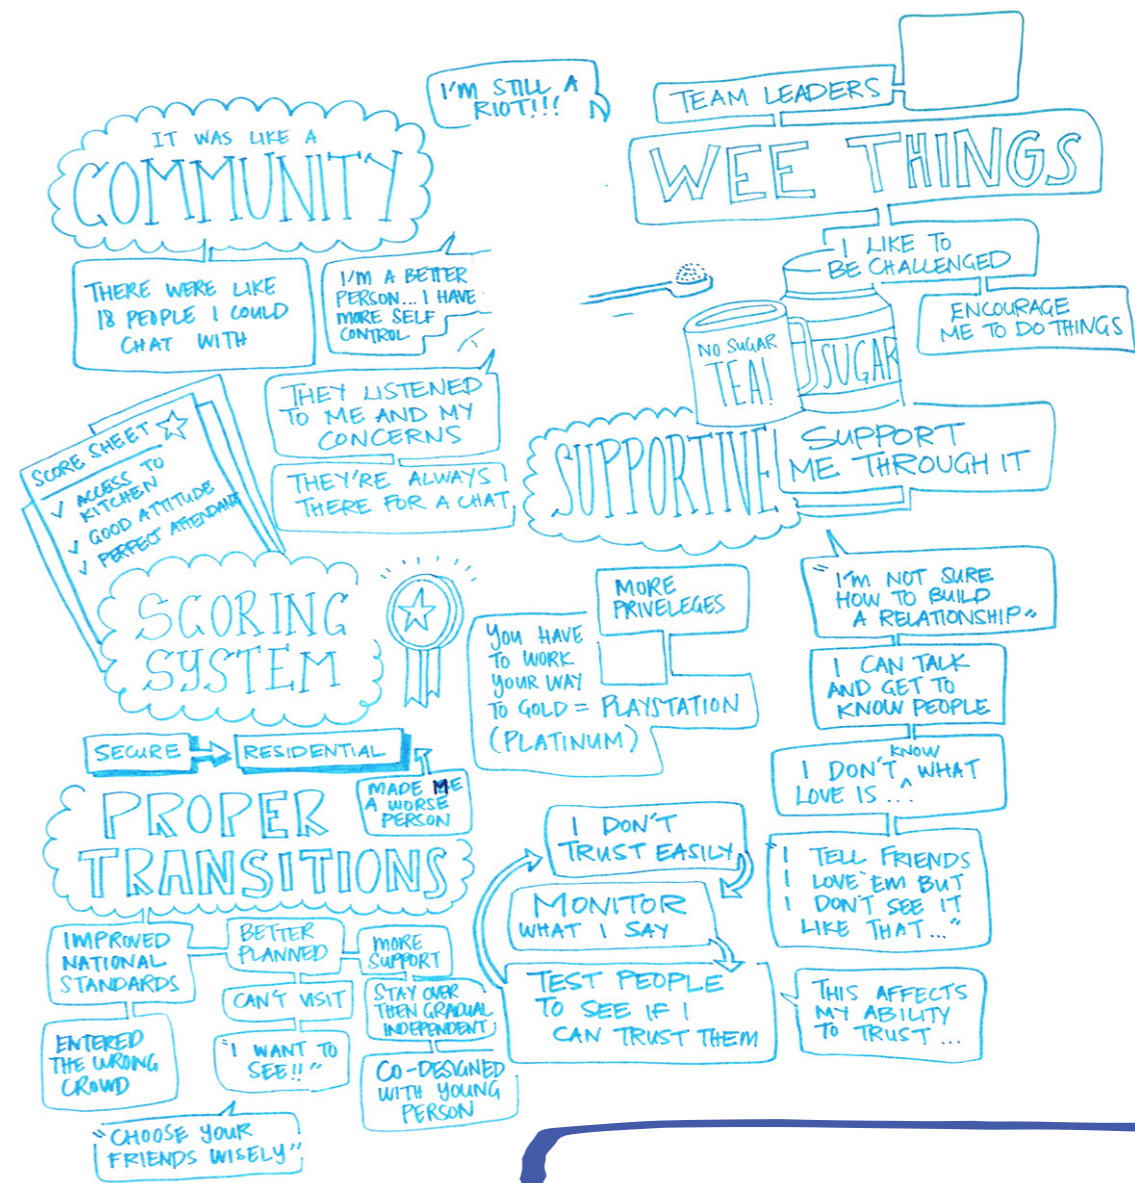 I'M STILL A
RIOT!!!
TEAM LEADERS
WEE THINGS
IT WAS LIKE A
COMMUNITY
THERE WERE LIKE
18 PEOPLE I COULD
CHAT WITH
I'M A BETTER
PERSON... I HAVE
MORE SELF
CONTROL
I LIKE TO
BE CHALLENGED
ENCOURAGE
ME TO DO THINGS
NO SUGAR
TEA!
SUGAR
THEY LISTENED
TO ME AND MY
CONCERNS
THEY'RE ALWAYS
THERE FOR A CHAT
SUPPORTIVE
SUPPORT
ME THROUGH IT
SCORE SHEET
✓ ACCESS TO
KITCHEN
✓ GOOD ATTITUDE
✓ PERFECT ATTENDANCE
SCORING
SYSTEM
MORE
PRIVELEGES
YOU HAVE
TO WORK
YOUR WAY
TO GOLD = PLAYSTATION
(PLATINUM)
"I'M NOT SURE
HOW TO BUILD
A RELATIONSHIP"
I CAN TALK
AND GET TO
KNOW PEOPLE
I DON'T KNOW WHAT
LOVE IS...
"I TELL FRIENDS
I LOVE 'EM BUT
I DON'T SEE IT
LIKE THAT..."
THIS AFFECTS
MY ABILITY
TO TRUST...
I DON'T
TRUST EASILY
MONITOR
WHAT I SAY
TEST PEOPLE
TO SEE IF I
CAN TRUST THEM
SECURE
RESIDENTIAL
MADE ME
A WORSE
PERSON
PROPER
TRANSITIONS
IMPROVED
NATIONAL
STANDARDS
ENTERED
THE WRONG
CROWD
BETTER
PLANNED
CAN'T VISIT
"I WANT TO
SEE!!"
"CHOOSE YOUR
FRIENDS WISELY"
MORE
SUPPORT
STAY OVER
THEN GRADUAL
INDEPENDENT
CO-DESIGNED
WITH YOUNG
PERSON